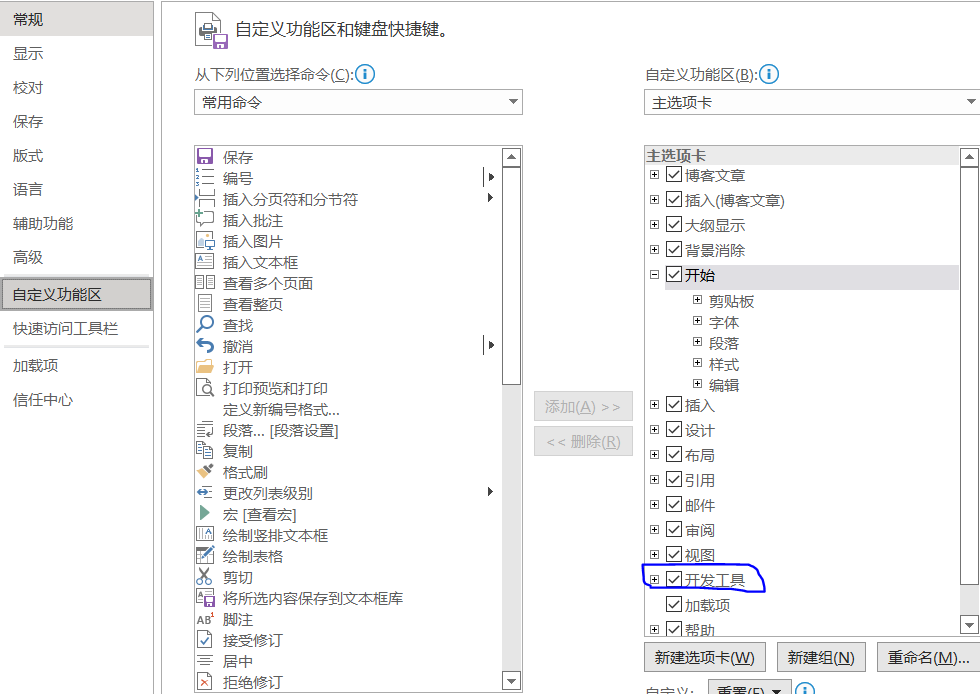 常规
显示
校对
保存
版式
语言
辅助功能
高级
自定义功能区
快速访问工具栏
加载项
信任中心
自定义功能区和键盘快捷键。
从下列位置选择命令(C):
常用命令
保存
编号
插入分页符和分节符
插入批注
插入图片
插入文本框
查看多个页面
查看整页
查找
撤消
打开
打印预览和打印
定义新编号格式...
段落... [段落设置]
复制
格式刷
更改列表级别
宏 [查看宏]
绘制竖排文本框
绘制表格
剪切
将所选内容保存到文本框库
脚注
接受修订
居中
拒绝修订
添加(A) >>
<< 删除(R)
自定义功能区(B):
主选项卡
主选项卡
博客文章
插入(博客文章)
大纲显示
背景消除
开始
剪贴板
字体
段落
样式
编辑
插入
设计
布局
引用
邮件
审阅
视图
开发工具
加载项
帮助
新建选项卡(W)
新建组(N)
重命名(M)...
自定义:
重置(E)